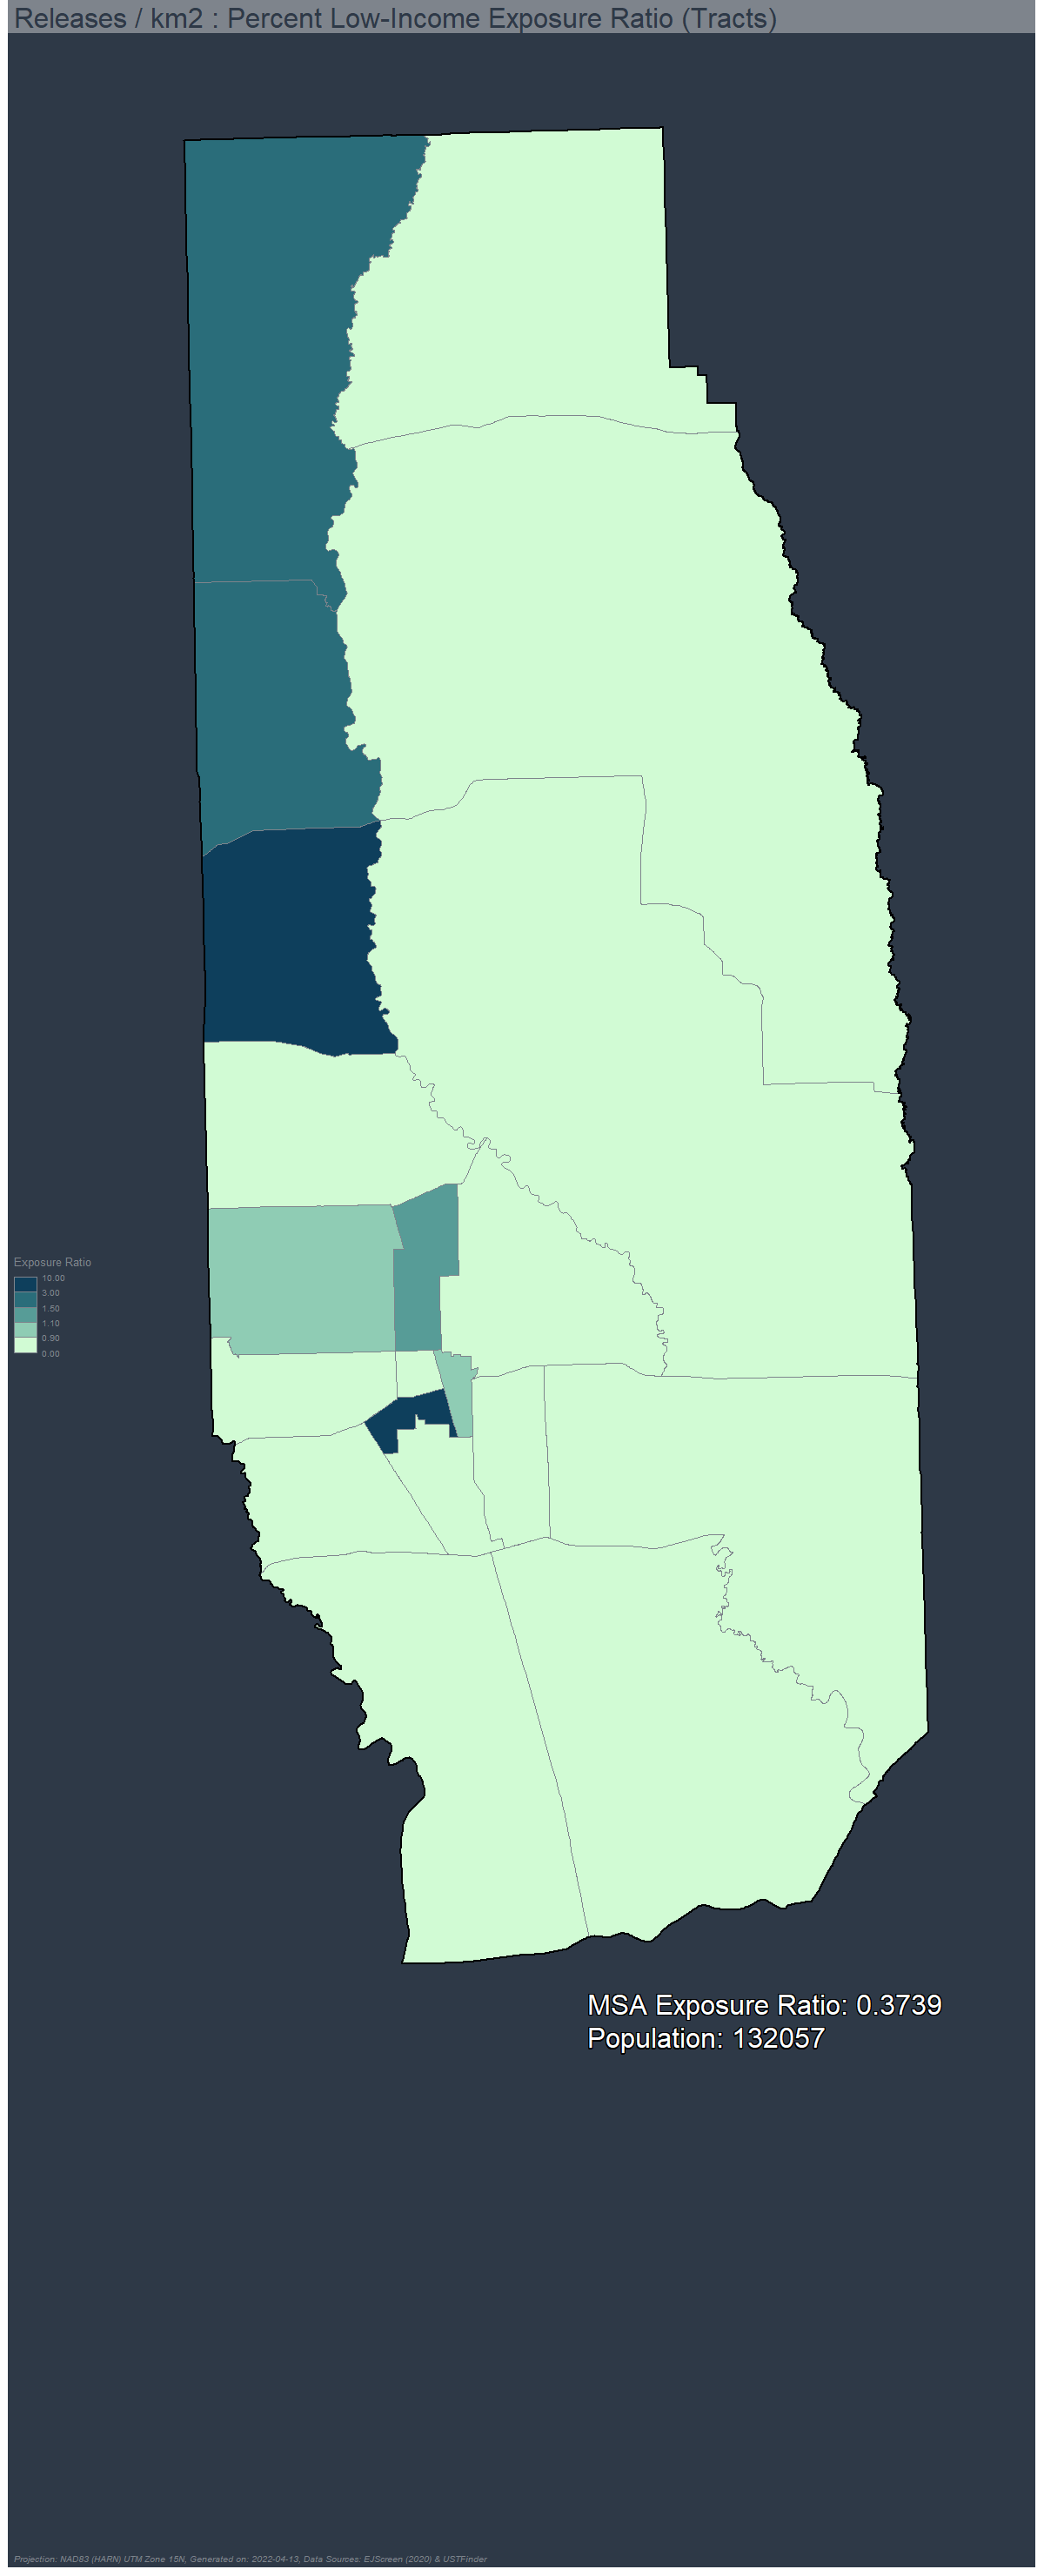 Releases / km2 : Percent Low-Income Exposure Ratio (Tracts)
Exposure Ratio
10.00
3.00
1.50
1.10
0.90
0.00
MSA Exposure Ratio: 0.3739
Population: 132057
Projection: NAD83 (HARN) UTM Zone 15N, Generated on: 2022-04-13, Data Sources: EJScreen (2020) & USTFinder